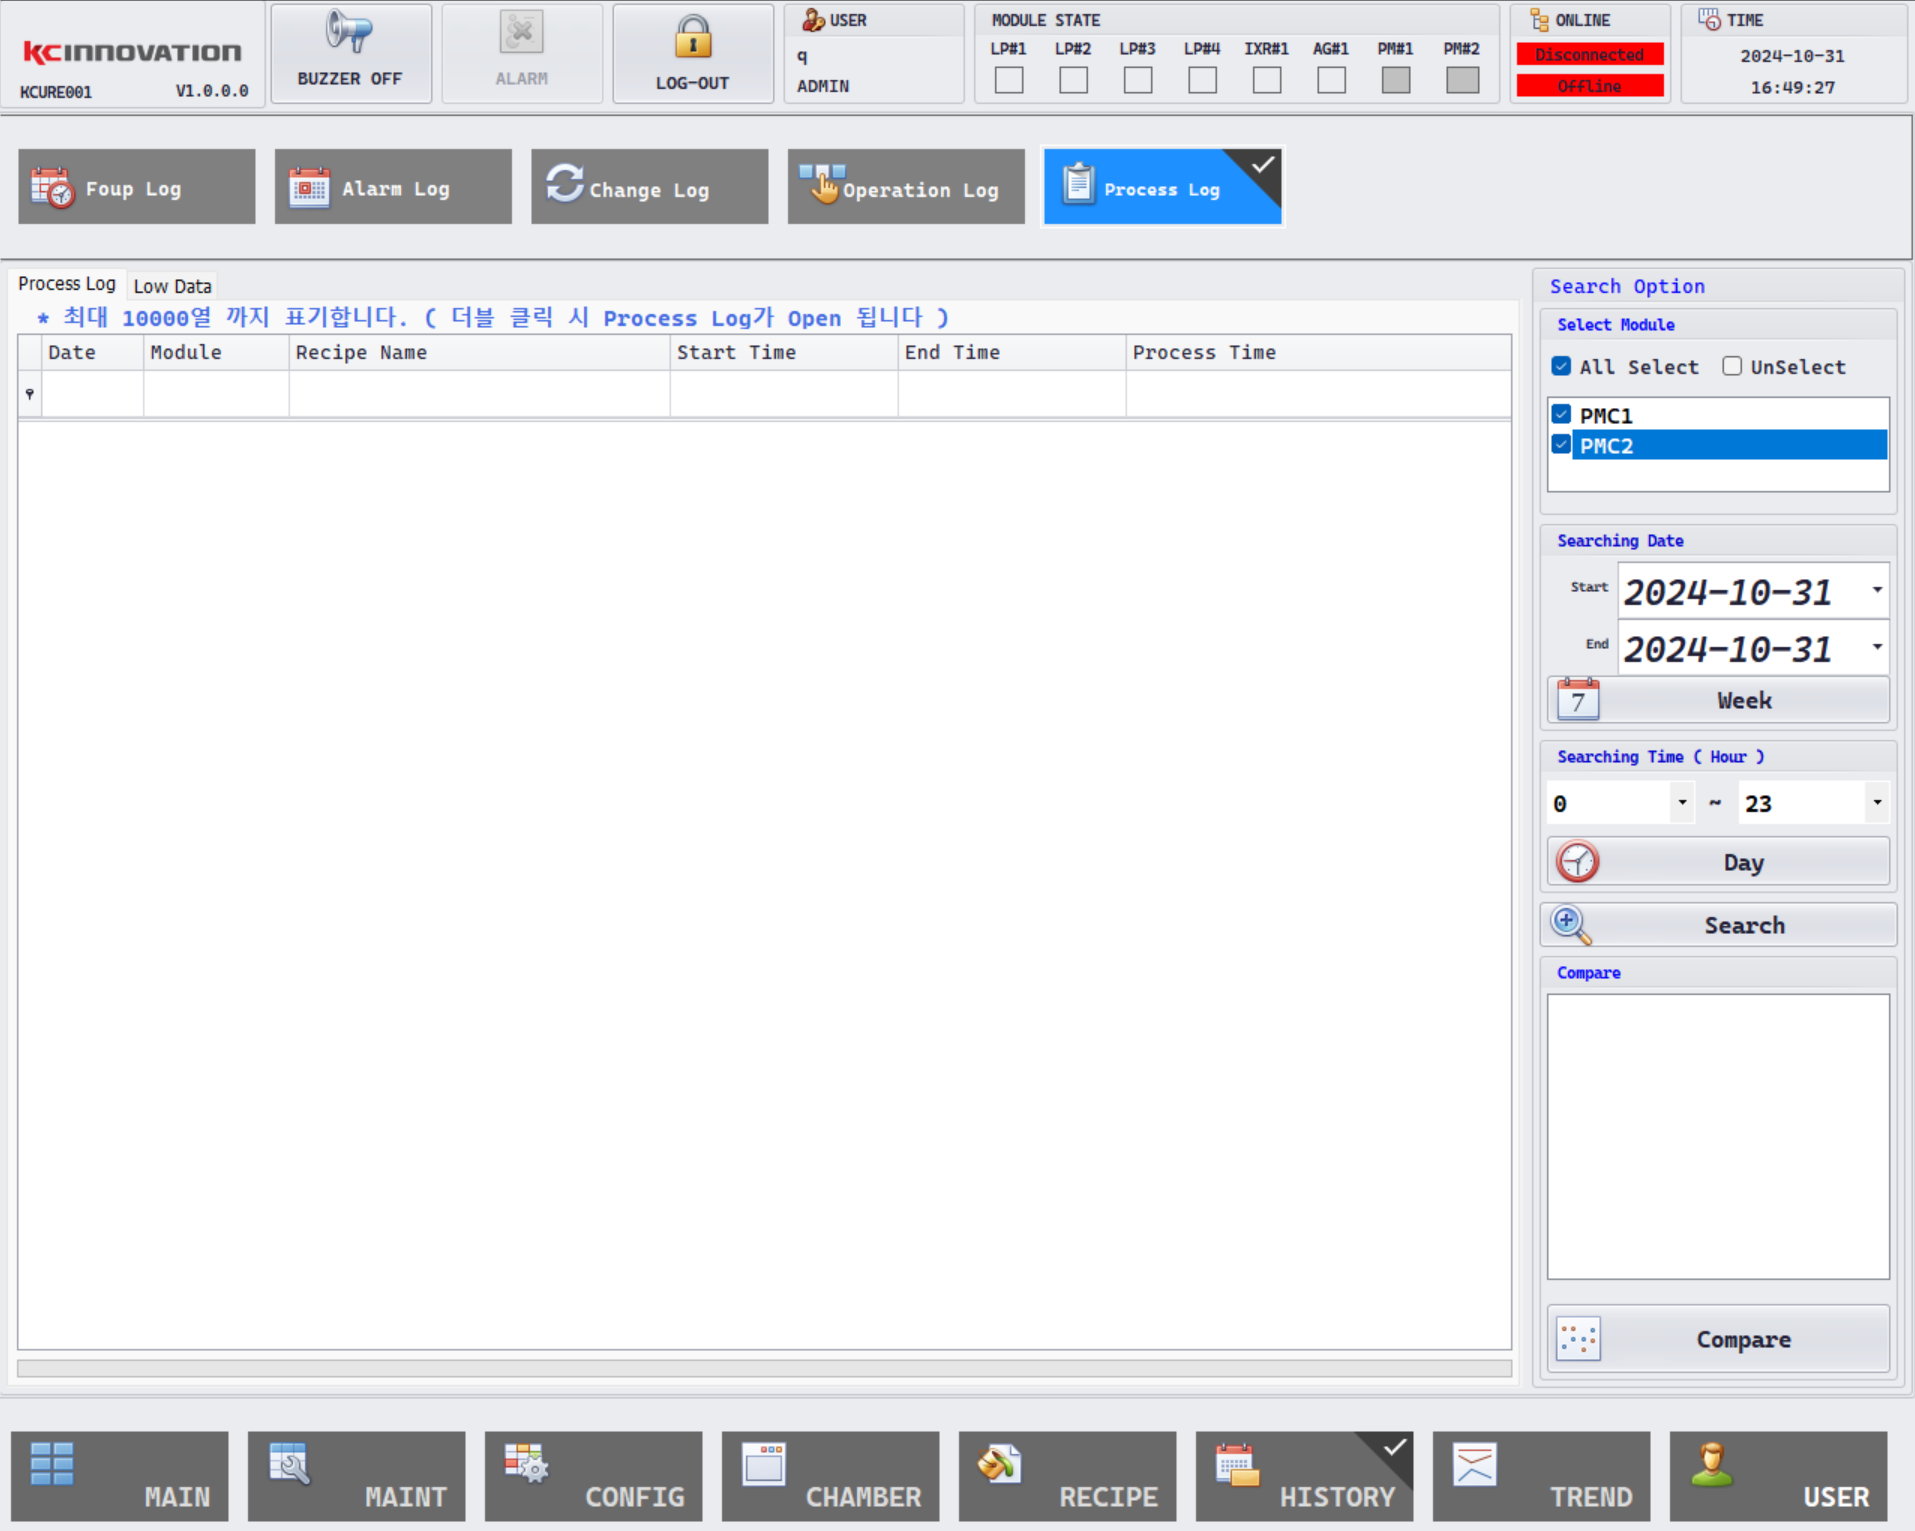 KCINNOVATION
KCURE001 V1.0.0.0
BUZZER OFF
ALARM
LOG-OUT
USER
q
ADMIN
MODULE STATE
LP#1 LP#2 LP#3 LP#4 IXR#1 AG#1 PM#1 PM#2
ONLINE
Disconnected
Offline
TIME
2024-10-31
16:49:27
Foup Log
Alarm Log
Change Log
Operation Log
Process Log
Process Log Low Data
* 최대 10000열 까지 표기합니다. ( 더블 클릭 시 Process Log가 Open 됩니다 )
Date Module Recipe Name Start Time End Time Process Time
Search Option
Select Module
All Select UnSelect
PMC1
PMC2
Searching Date
Start 2024-10-31
End 2024-10-31
7 Week
Searching Time ( Hour )
0 ~ 23
Day
Search
Compare
Compare
MAIN
MAINT
CONFIG
CHAMBER
RECIPE
HISTORY
TREND
USER